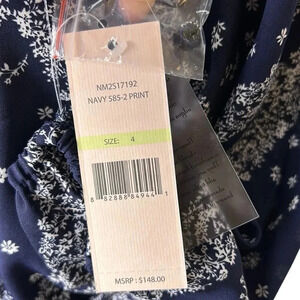 NM2S17192
NAVY 585-2 PRINT
SIZE: 4
8 82888 84944 1
MSRP : $148.00